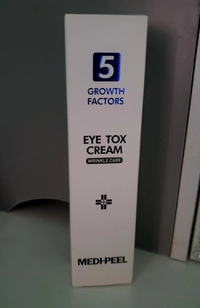 5
GROWTH
FACTORS
EYE TOX
CREAM
WRINKLE CARE
MEDI-PEEL